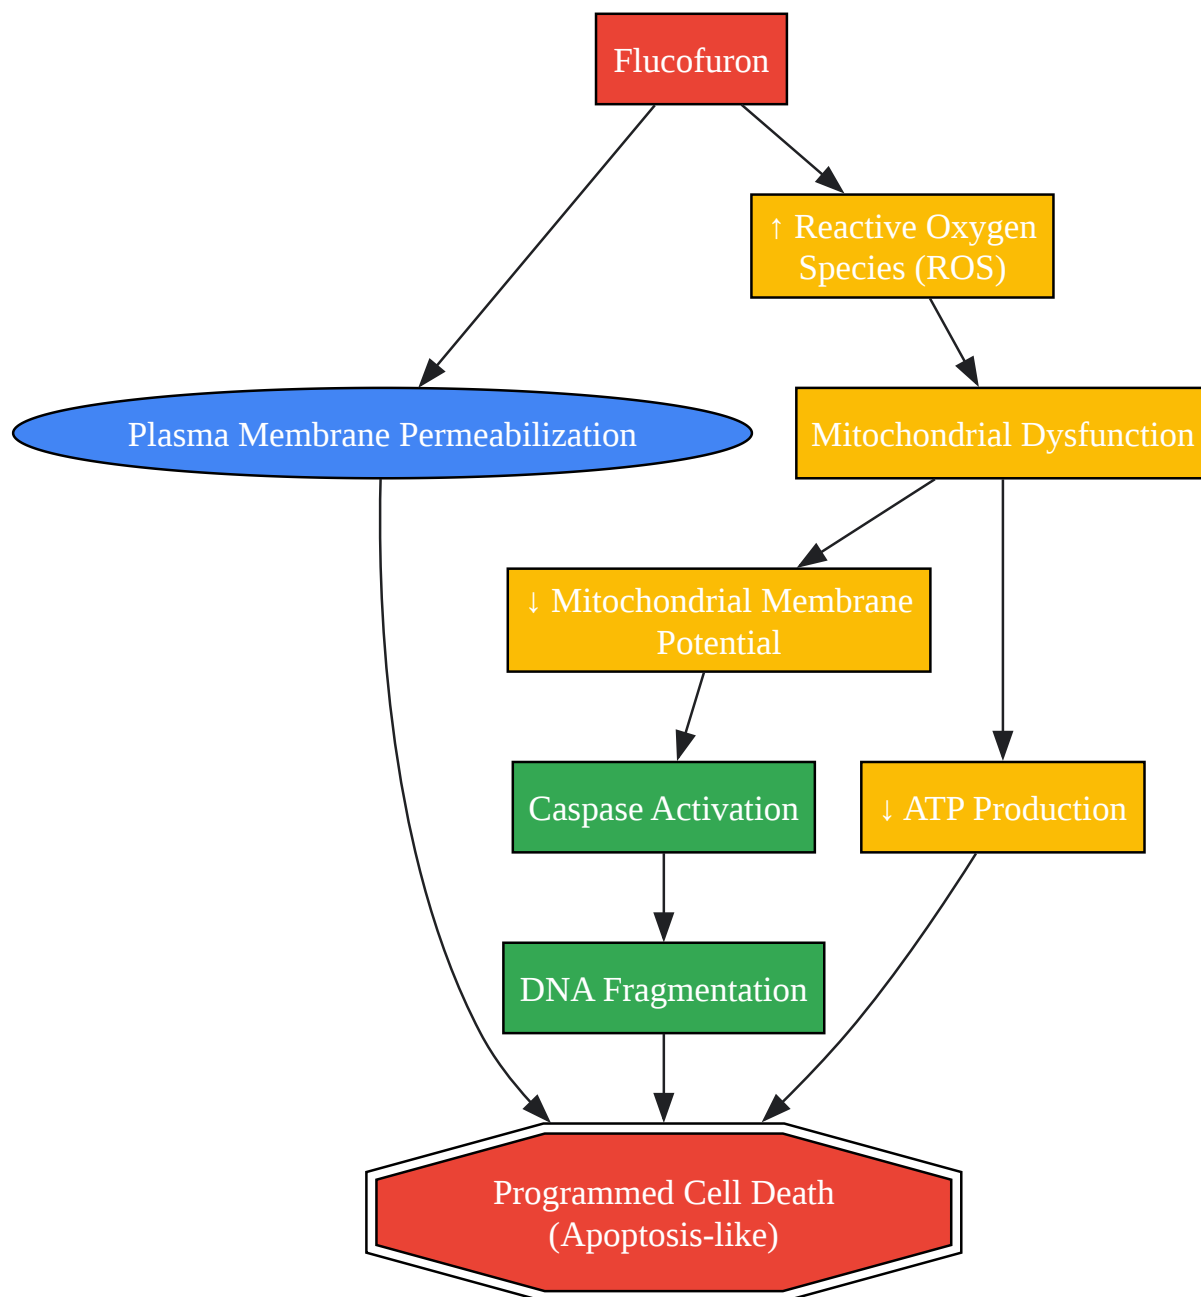 Flucofuron
↑ Reactive Oxygen
Species (ROS)
Plasma Membrane Permeabilization
Mitochondrial Dysfunction
↓ Mitochondrial Membrane
Potential
Caspase Activation
↓ ATP Production
DNA Fragmentation
Programmed Cell Death
(Apoptosis-like)